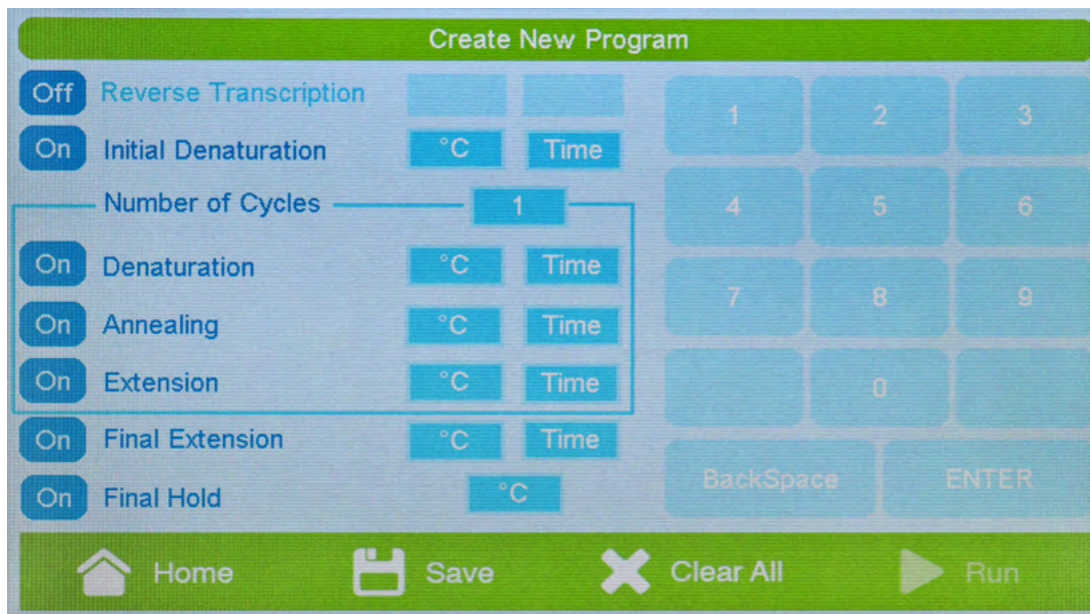 Create New Program
Off Reverse Transcription
On Initial Denaturation °C Time
Number of Cycles 1
On Denaturation °C Time
On Annealing °C Time
On Extension °C Time
On Final Extension °C Time
On Final Hold °C
1 2 3
4 5 6
7 8 9
0
BackSpace ENTER
Home Save Clear All Run